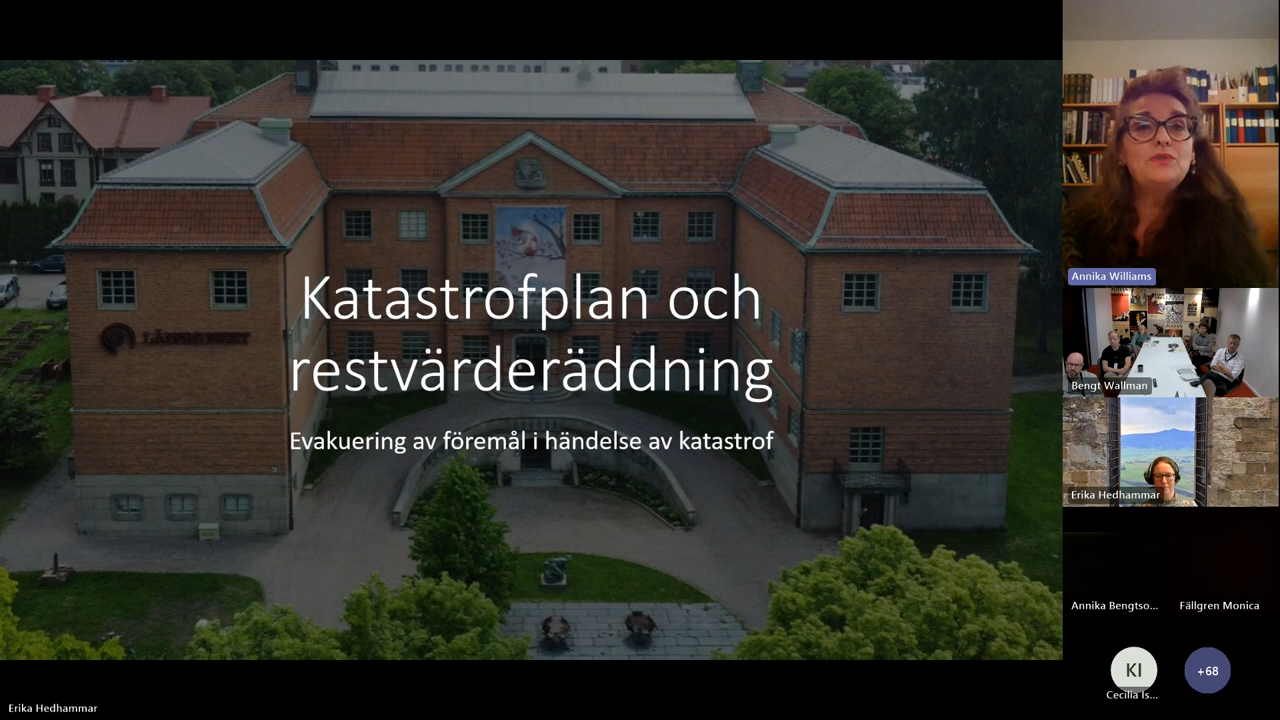 Katastrofplan och
restvärderäddning
Evakuering av föremål i händelse av katastrof
LÄNSMUSEET
Annika Williams
Bengt Wallman
Erika Hedhammar
Annika Bengtso...
Fällgren Monica
KI
+68
Cecilia Is...
Erika Hedhammar